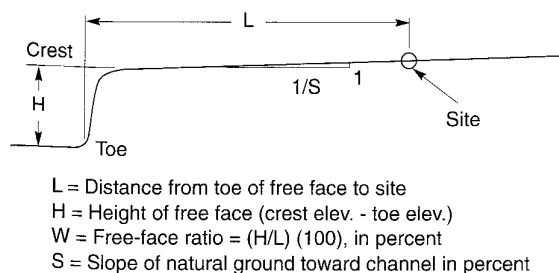 L
Crest
H
1/S
1
Site
Toe
L = Distance from toe of free face to site
H = Height of free face (crest elev. - toe elev.)
W = Free-face ratio = (H/L) (100), in percent
S = Slope of natural ground toward channel in percent